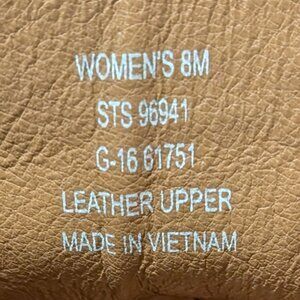 WOMEN'S 8M
STS 96941
G-16 61751
LEATHER UPPER
MADE IN VIETNAM